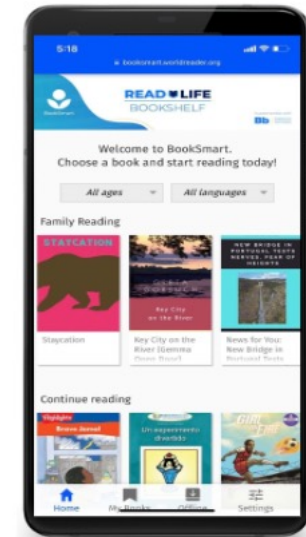 5:18
booksmart.worldreader.org
BookSmart
READ LIFE
BOOKSHELF
Welcome to BookSmart.
Choose a book and start reading today!
All ages
All languages
Family Reading
STAYCATION
Key City
on the River
NEW BRIDGE IN
PORTUGAL TESTS
NERVES, FEAR OF
HEIGHTS
Staycation
Key City on the
River (Gemma
Open Door)
News for You:
New Bridge in
Portugal Tests
Continue reading
Bravo Jamal
Un experimento
divertido
Home
My Books
Offline
Settings